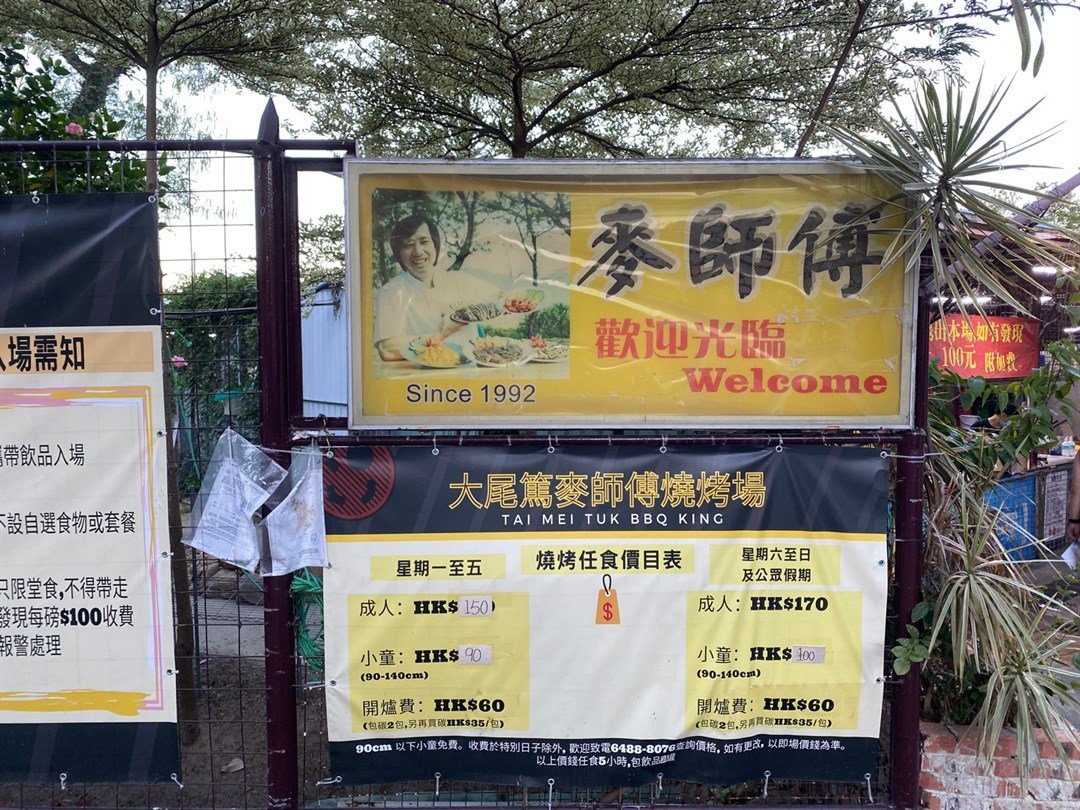 麥師傅
歡迎光臨
Welcome
Since 1992
場需知
帶飲品入場
不設自選食物或套餐
只限堂食,不得帶走
發現每磅$100收費
報警處理
本場,如有發現
100元 附加費。
大尾篤麥師傅燒烤場
TAI MEI TUK BBQ KING
燒烤任食價目表
$
星期一至五
成人: HK$ 150
小童: HK$ 90
(90-140cm)
開爐費: HK$60
(包碳2包,另再買碳HK$35/包)
星期六至日
及公眾假期
成人: HK$170
小童: HK$ 100
(90-140cm)
開爐費: HK$60
(包碳2包,另再買碳HK$35/包)
90cm 以下小童免費。收費於特別日子除外, 歡迎致電6488-8076查詢價格, 如有更改, 以即場價錢為準。
以上價錢任食5小時,包飲品